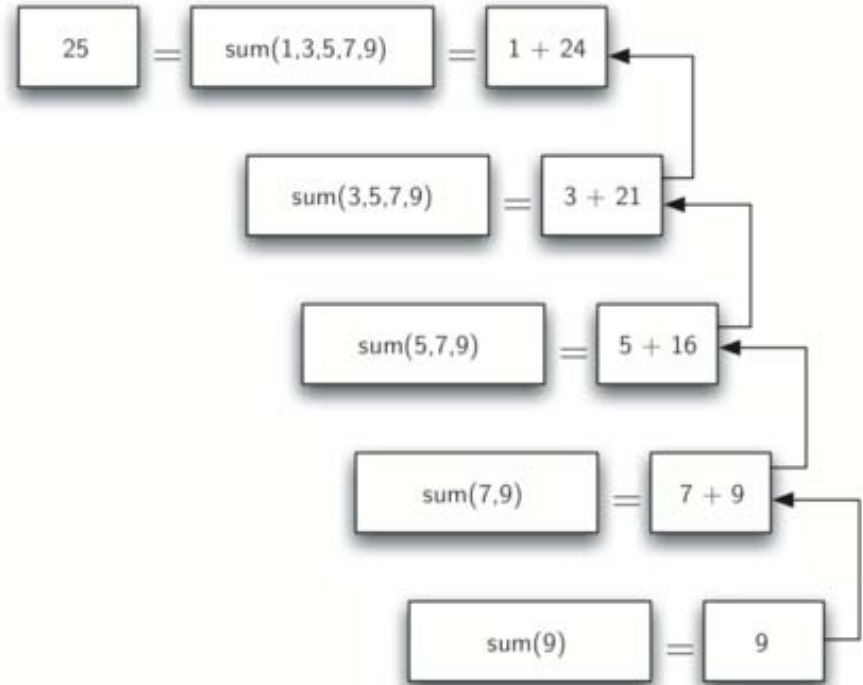 25 = sum(1,3,5,7,9) = 1 + 24
sum(3,5,7,9) = 3 + 21
sum(5,7,9) = 5 + 16
sum(7,9) = 7 + 9
sum(9) = 9